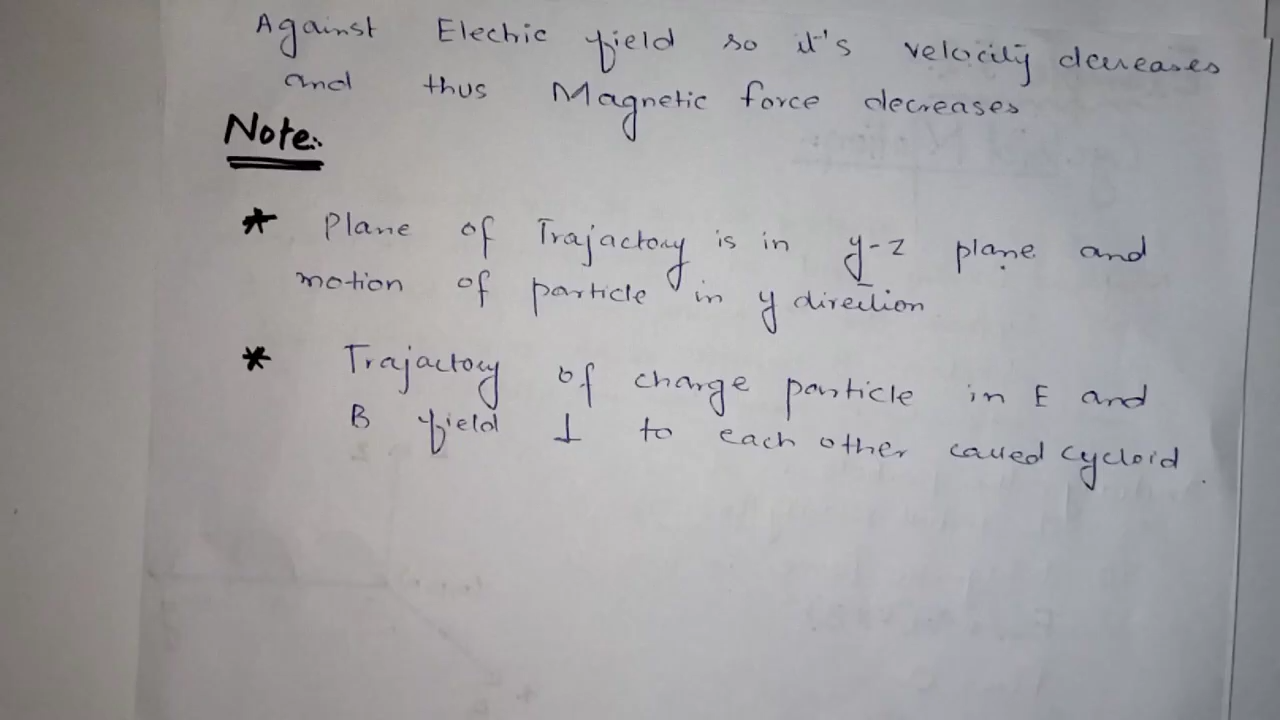 Against Electric field so it's velocity decreases
and thus Magnetic force decreases
Note:
* Plane of Trajactory is in y-z plane and
motion of particle in y direction
* Trajactory of charge particle in E and
B field ⊥ to each other called cycloid.